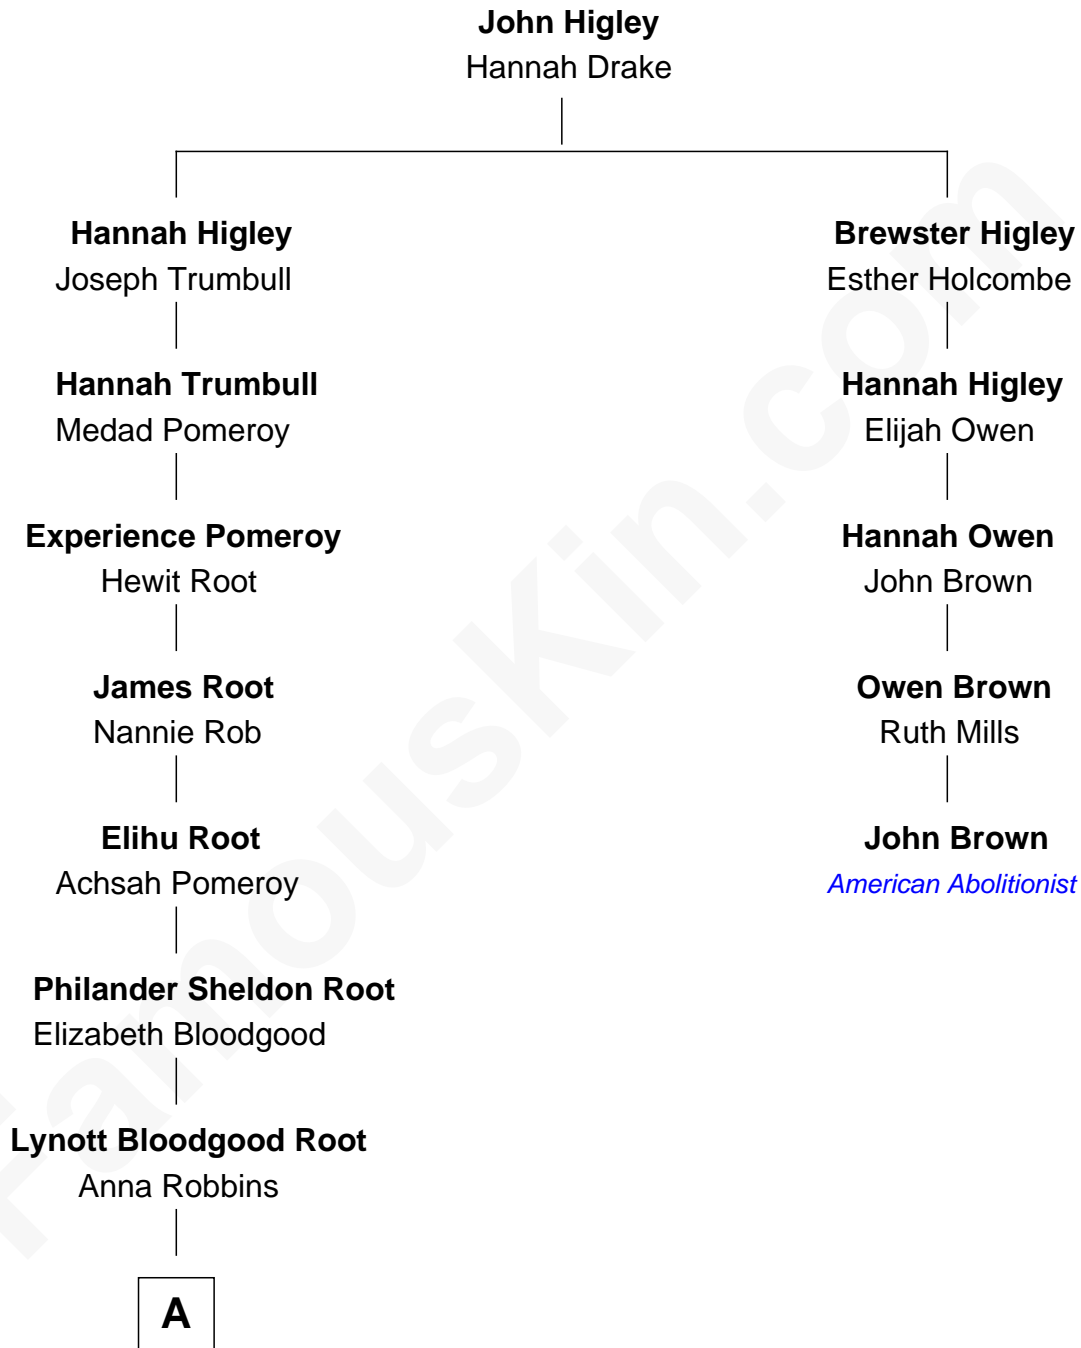 John Higley
Hannah Drake
Hannah Higley
Joseph Trumbull
Hannah Trumbull
Medad Pomeroy
Experience Pomeroy
Hewit Root
James Root
Nannie Rob
Elihu Root
Achsah Pomeroy
Philander Sheldon Root
Elizabeth Bloodgood
Lynott Bloodgood Root
Anna Robbins
A
Brewster Higley
Esther Holcombe
Hannah Higley
Elijah Owen
Hannah Owen
John Brown
Owen Brown
Ruth Mills
John Brown
American Abolitionist
FamousKin.com